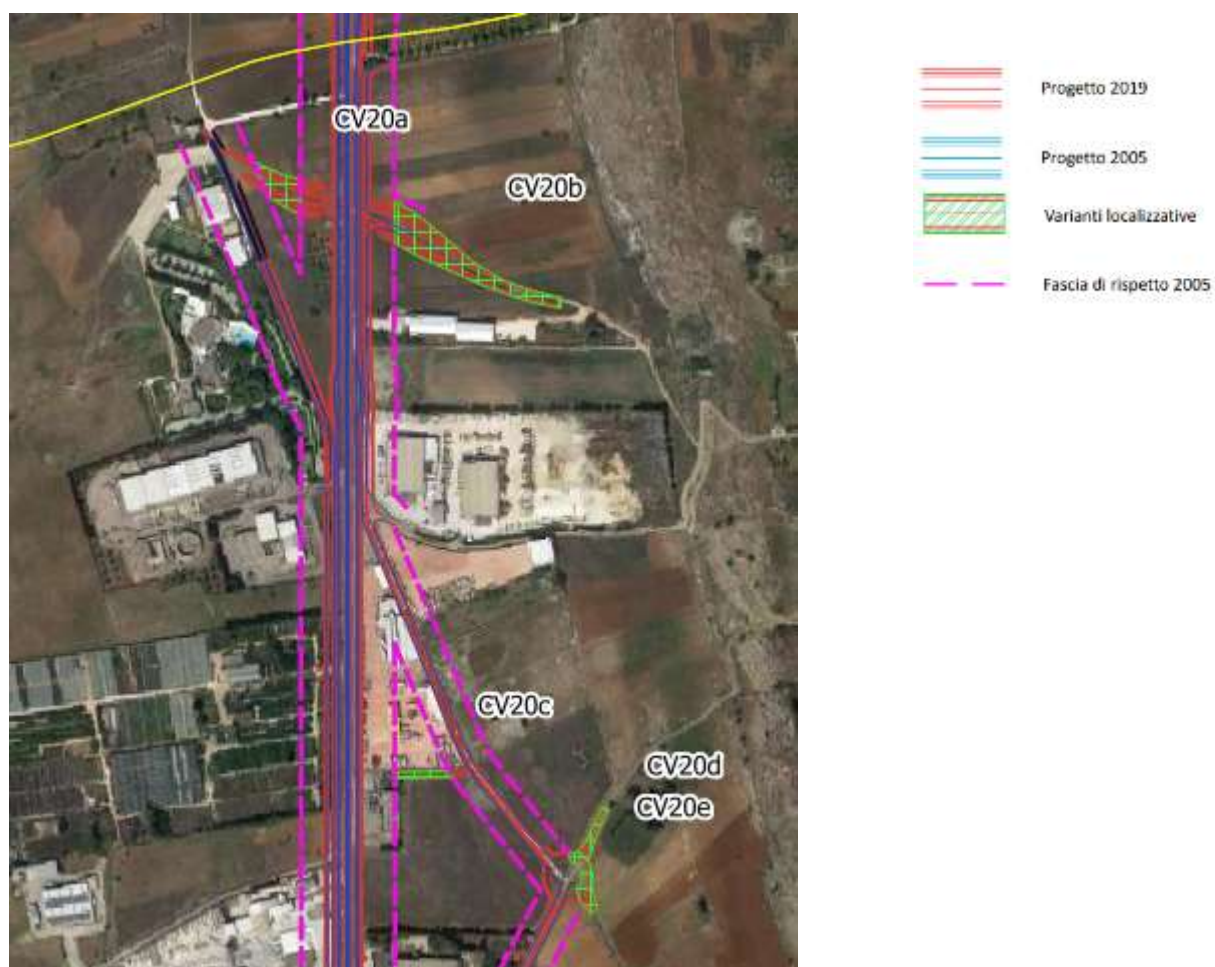 CV20a
CV20b
CV20c
CV20d
CV20e
Progetto 2019
Progetto 2005
Varianti localizzative
Fascia di rispetto 2005